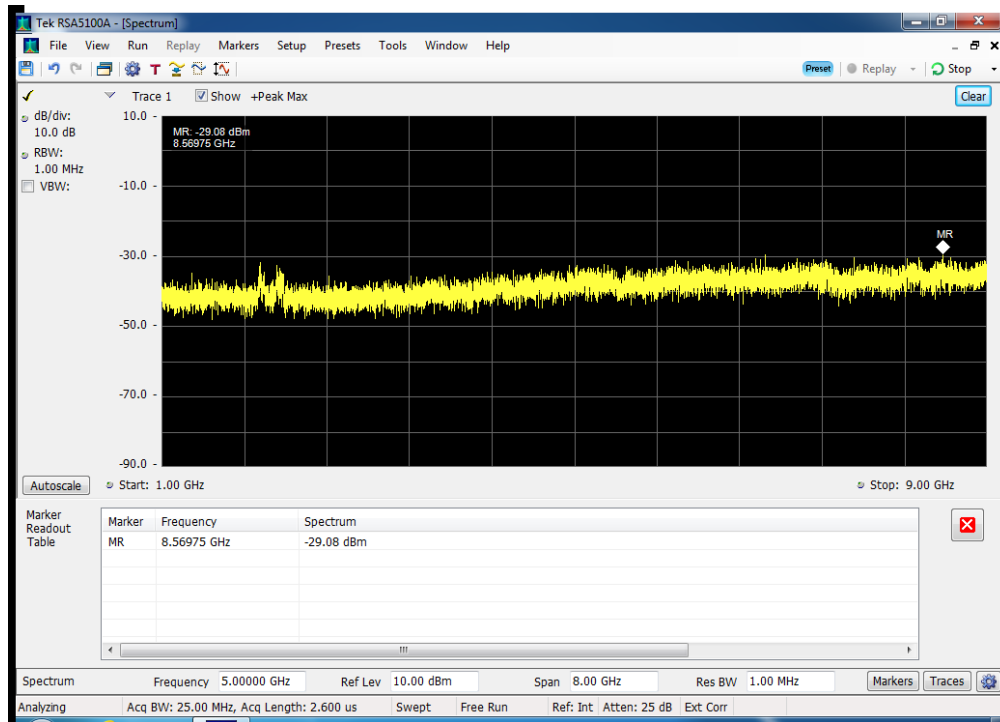 Tek RSA5100A - [Spectrum]
File View Run Replay Markers Setup Presets Tools Window Help
T Preset Replay Stop
Trace 1 Show +Peak Max Clear
dB/div:
10.0 dB
RBW:
1.00 MHz
VBW:
10.0
-10.0
-30.0
-50.0
-70.0
-90.0
MR: -29.08 dBm
8.56975 GHz
MR
Autoscale Start: 1.00 GHz Stop: 9.00 GHz
Marker
Readout
Table
Marker Frequency Spectrum
MR 8.56975 GHz -29.08 dBm
Spectrum Frequency 5.00000 GHz Ref Lev 10.00 dBm Span 8.00 GHz Res BW 1.00 MHz Markers Traces
Analyzing Acq BW: 25.00 MHz, Acq Length: 2.600 us Swept Free Run Ref: Int Atten: 25 dB Ext Corr